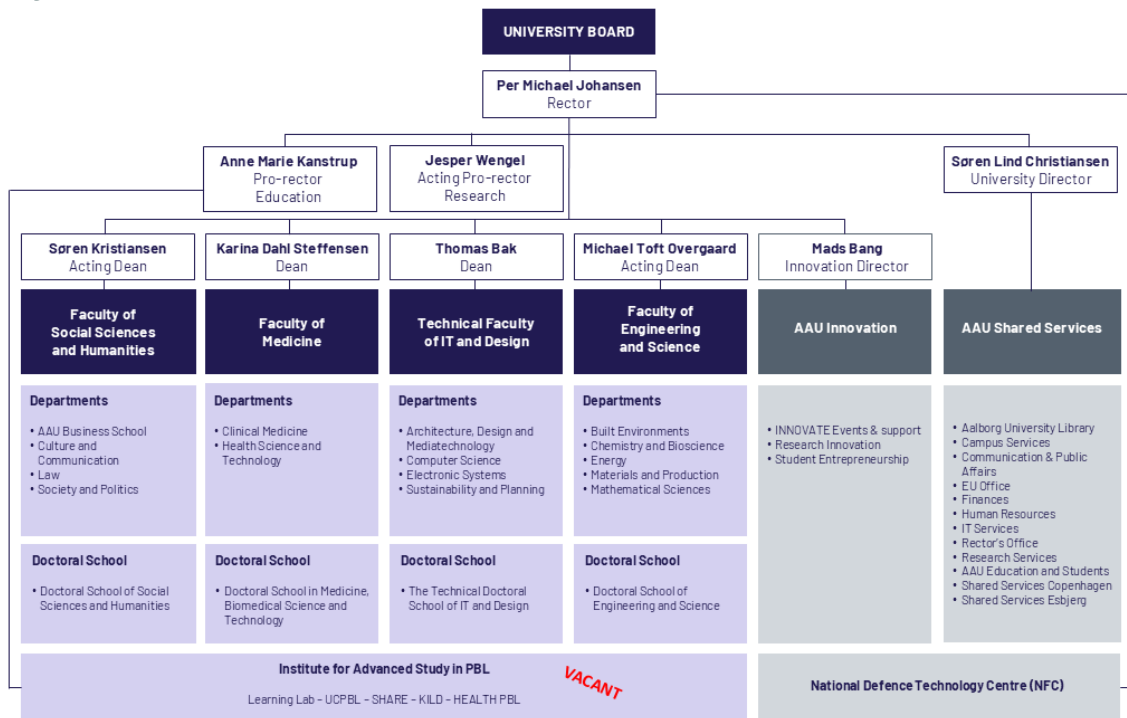 UNIVERSITY BOARD
Per Michael Johansen
Rector
Anne Marie Kanstrup
Pro-rector
Education
Jesper Wengel
Acting Pro-rector
Research
Søren Lind Christiansen
University Director
Søren Kristiansen
Acting Dean
Karina Dahl Steffensen
Dean
Thomas Bak
Dean
Michael Toft Overgaard
Acting Dean
Mads Bang
Innovation Director
Faculty of
Social Sciences
and Humanities
Faculty of
Medicine
Technical Faculty
of IT and Design
Faculty of
Engineering
and Science
AAU Innovation
AAU Shared Services
Departments
• AAU Business School
• Culture and
Communication
• Law
• Society and Politics
Departments
• Clinical Medicine
• Health Science and
Technology
Departments
• Architecture, Design and
Mediatechnology
• Computer Science
• Electronic Systems
• Sustainability and Planning
Departments
• Built Environments
• Chemistry and Bioscience
• Energy
• Materials and Production
• Mathematical Sciences
• INNOVATE Events & support
• Research Innovation
• Student Entrepreneurship
• Aalborg University Library
• Campus Services
• Communication & Public
Affairs
• EU Office
• Finances
• Human Resources
• IT Services
• Rector's Office
• Research Services
• AAU Education and Students
• Shared Services Copenhagen
• Shared Services Esbjerg
Doctoral School
• Doctoral School of Social
Sciences and Humanities
Doctoral School
• Doctoral School in Medicine,
Biomedical Science and
Technology
Doctoral School
• The Technical Doctoral
School of IT and Design
Doctoral School
• Doctoral School of
Engineering and Science
Institute for Advanced Study in PBL
VACANT
Learning Lab – UCPBL – SHARE – KILD – HEALTH PBL
National Defence Technology Centre (NFC)